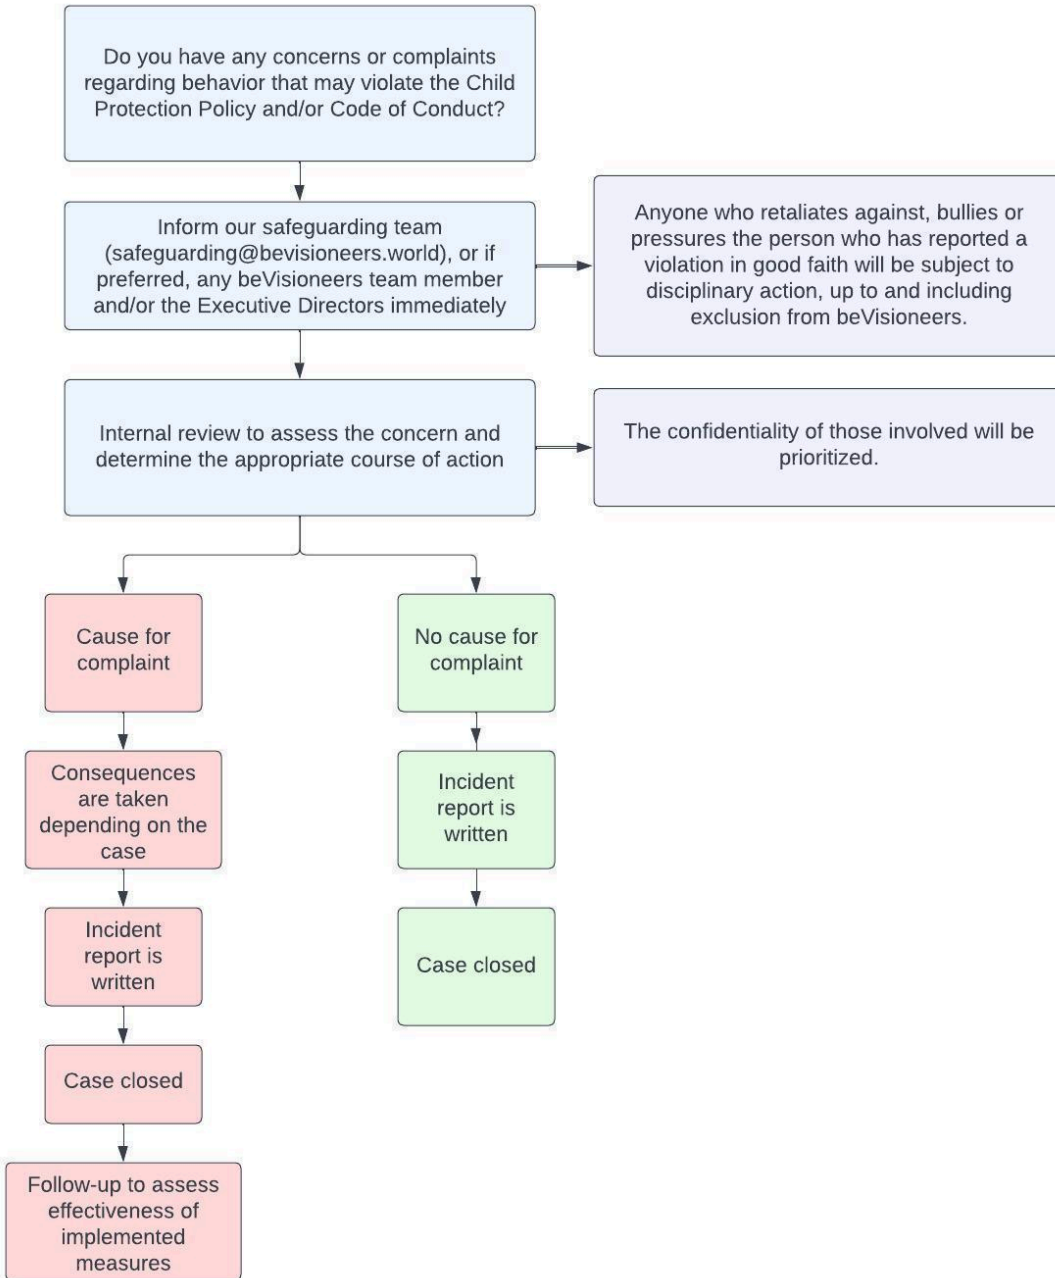 Do you have any concerns or complaints
regarding behavior that may violate the Child
Protection Policy and/or Code of Conduct?
Inform our safeguarding team
(safeguarding@bevisioneers.world), or if
preferred, any beVisioneers team member
and/or the Executive Directors immediately
Anyone who retaliates against, bullies or
pressures the person who has reported a
violation in good faith will be subject to
disciplinary action, up to and including
exclusion from beVisioneers.
Internal review to assess the concern and
determine the appropriate course of action
The confidentiality of those involved will be
prioritized.
Cause for
complaint
No cause for
complaint
Consequences
are taken
depending on the
case
Incident
report is
written
Incident
report is
written
Case closed
Case closed
Follow-up to assess
effectiveness of
implemented
measures